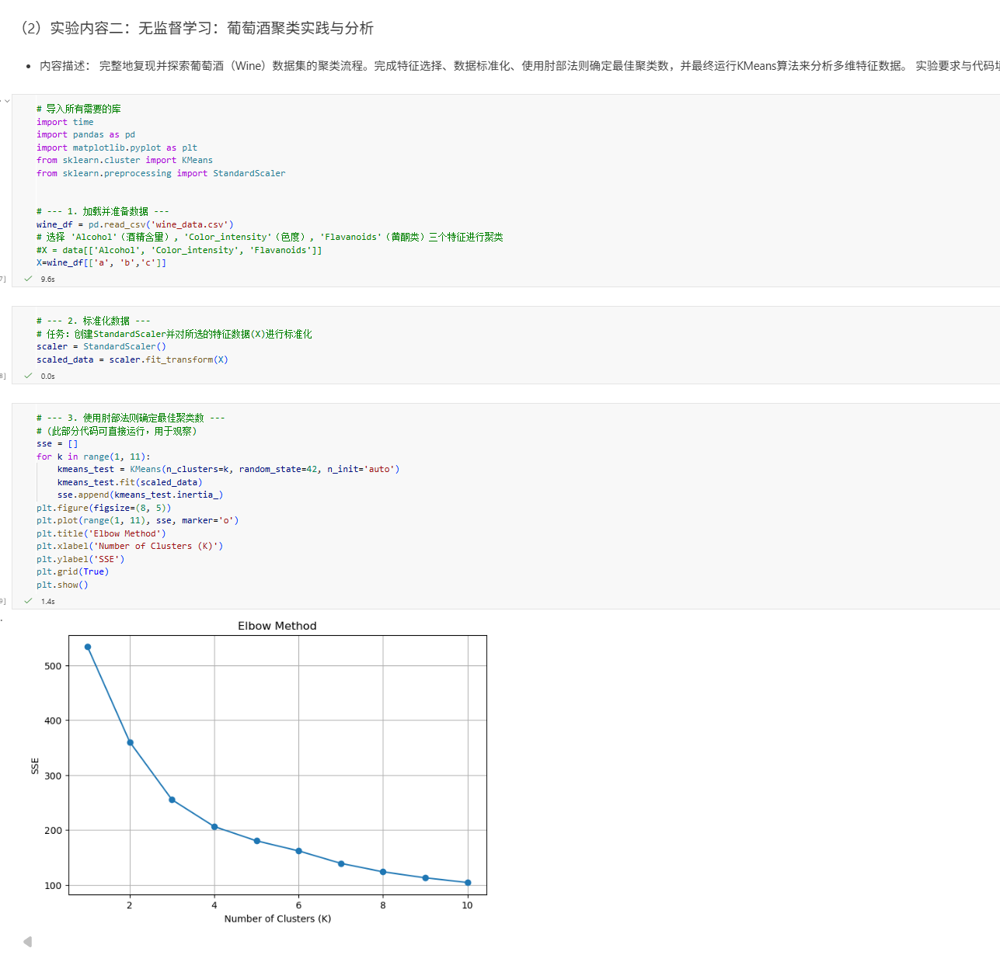 （2）实验内容二：无监督学习：葡萄酒聚类实践与分析
• 内容描述： 完整地复现并探索葡萄酒（Wine）数据集的聚类流程。完成特征选择、数据标准化、使用肘部法则确定最佳聚类数，并最终运行KMeans算法来分析多维特征数据。 实验要求与代码填
# 导入所有需要的库
import time
import pandas as pd
import matplotlib.pyplot as plt
from sklearn.cluster import KMeans
from sklearn.preprocessing import StandardScaler
# --- 1. 加载并准备数据 ---
wine_df = pd.read_csv('wine_data.csv')
# 选择 'Alcohol'（酒精含量）, 'Color_intensity'（色度）, 'Flavanoids'（黄酮类）三个特征进行聚类
#X = data[['Alcohol', 'Color_intensity', 'Flavanoids']]
X=wine_df[['a', 'b','c']]
7]
9.6s
# --- 2. 标准化数据 ---
# 任务：创建StandardScaler并对所选的特征数据(X)进行标准化
scaler = StandardScaler()
scaled_data = scaler.fit_transform(X)
8]
0.0s
# --- 3. 使用肘部法则确定最佳聚类数 ---
# (此部分代码可直接运行，用于观察)
sse = []
for k in range(1, 11):
    kmeans_test = KMeans(n_clusters=k, random_state=42, n_init='auto')
    kmeans_test.fit(scaled_data)
    sse.append(kmeans_test.inertia_)
plt.figure(figsize=(8, 5))
plt.plot(range(1, 11), sse, marker='o')
plt.title('Elbow Method')
plt.xlabel('Number of Clusters (K)')
plt.ylabel('SSE')
plt.grid(True)
plt.show()
9]
1.4s
Elbow Method
500
400
300
200
100
SSE
2 4 6 8 10
Number of Clusters (K)